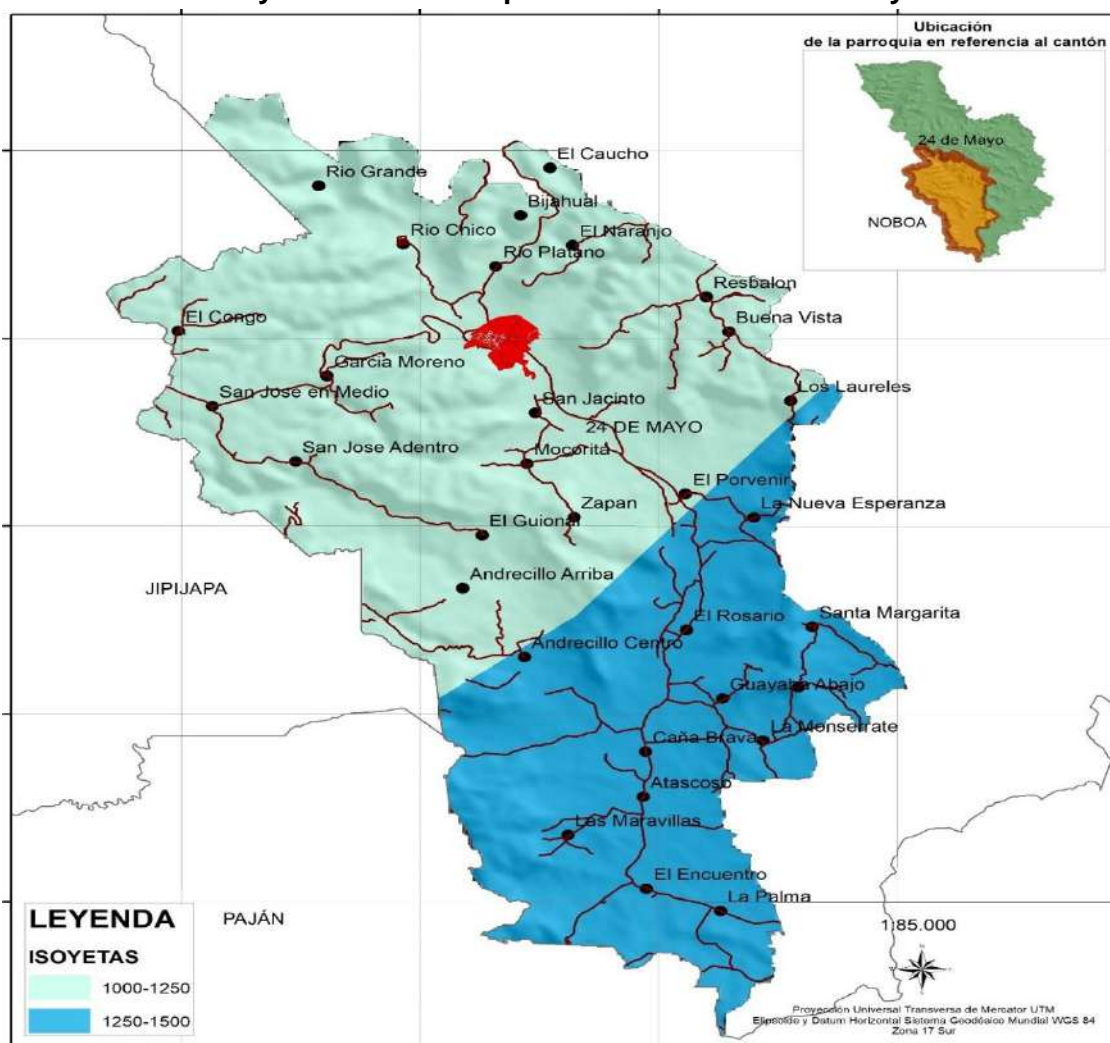 Ubicación
de la parroquia en referencia al cantón
24 de Mayo
NOBOA
El Caucho
Rio Grande
Bijahual
Rio Chico
El Naranjo
Rio Platano
Resbalon
El Congo
Buena Vista
Garcia Moreno
San Jose en Medio
Los Laureles
San Jacinto
24 DE MAYO
San Jose Adentro
Mocorita
El Porvenir
Zapan
La Nueva Esperanza
El Guional
Andrecillo Arriba
JIPIJAPA
Santa Margarita
El Rosario
Andrecillo Centro
Guayaba Abajo
La Monserrate
Caña Brava
Atascoso
Las Maravillas
El Encuentro
La Palma
LEYENDA
PAJÁN
1:85.000
ISOYETAS
1000-1250
1250-1500
Proyección Universal Transversa de Mercator UTM
Elipsoide y Datum Horizontal Sistema Geodésico Mundial WGS 84
Zona 17 Sur